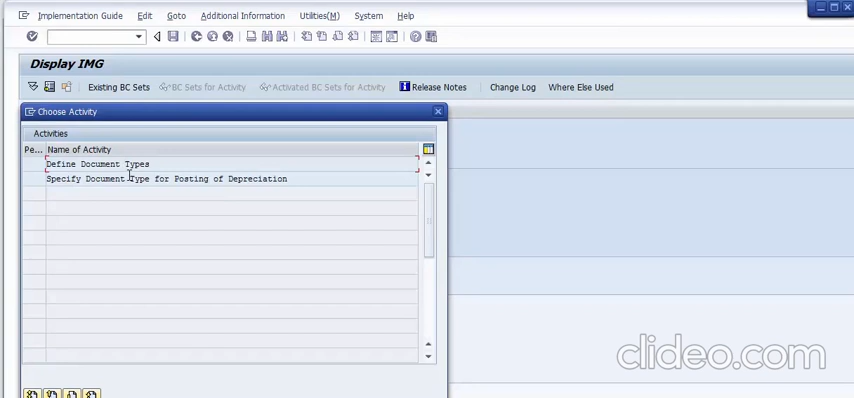 Implementation Guide Edit Goto Additional Information Utilities(M) System Help
Display IMG
Existing BC Sets BC Sets for Activity Activated BC Sets for Activity Release Notes Change Log Where Else Used
Choose Activity
Activities
Pe... Name of Activity
Define Document Types
Specify Document Type for Posting of Depreciation
clideo.com